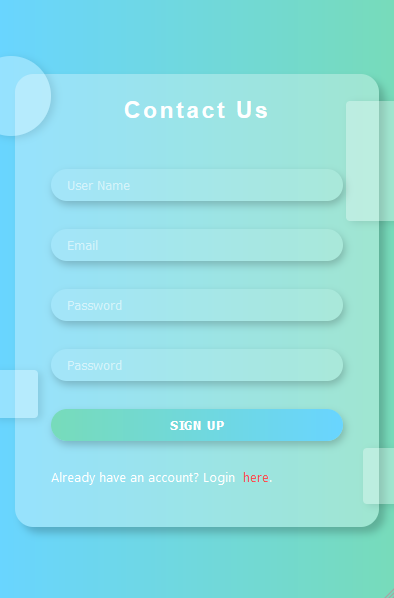 Contact Us
User Name
Email
Password
Password
SIGN UP
Already have an account? Login here.